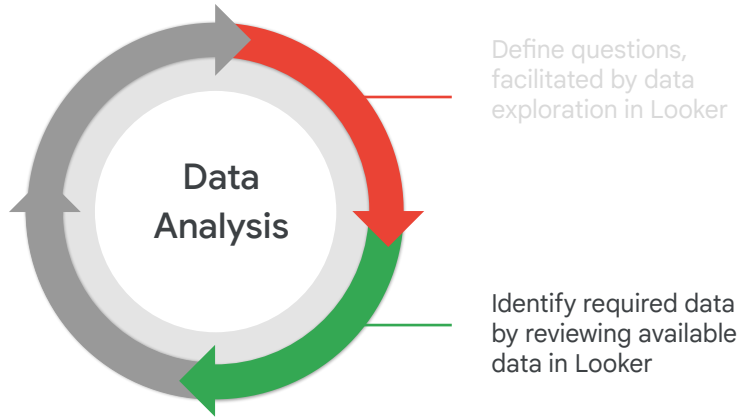 Define questions,
facilitated by data
exploration in Looker
Data
Analysis
Identify required data
by reviewing available
data in Looker